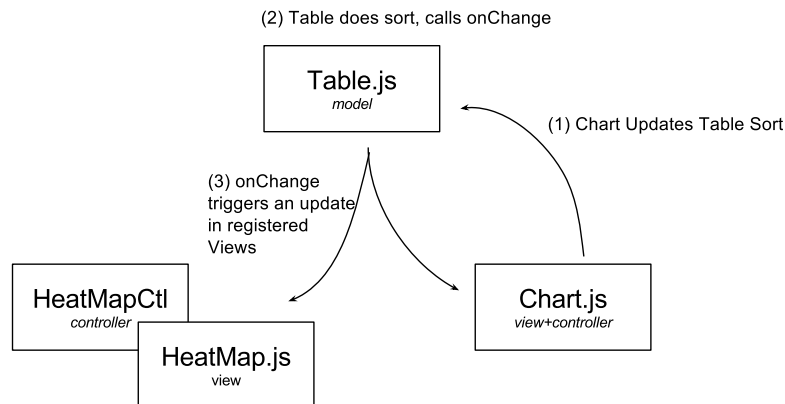 (2) Table does sort, calls onChange
Table.js
model
(1) Chart Updates Table Sort
(3) onChange
triggers an update
in registered
Views
HeatMapCtl
controller
HeatMap.js
view
Chart.js
view+controller